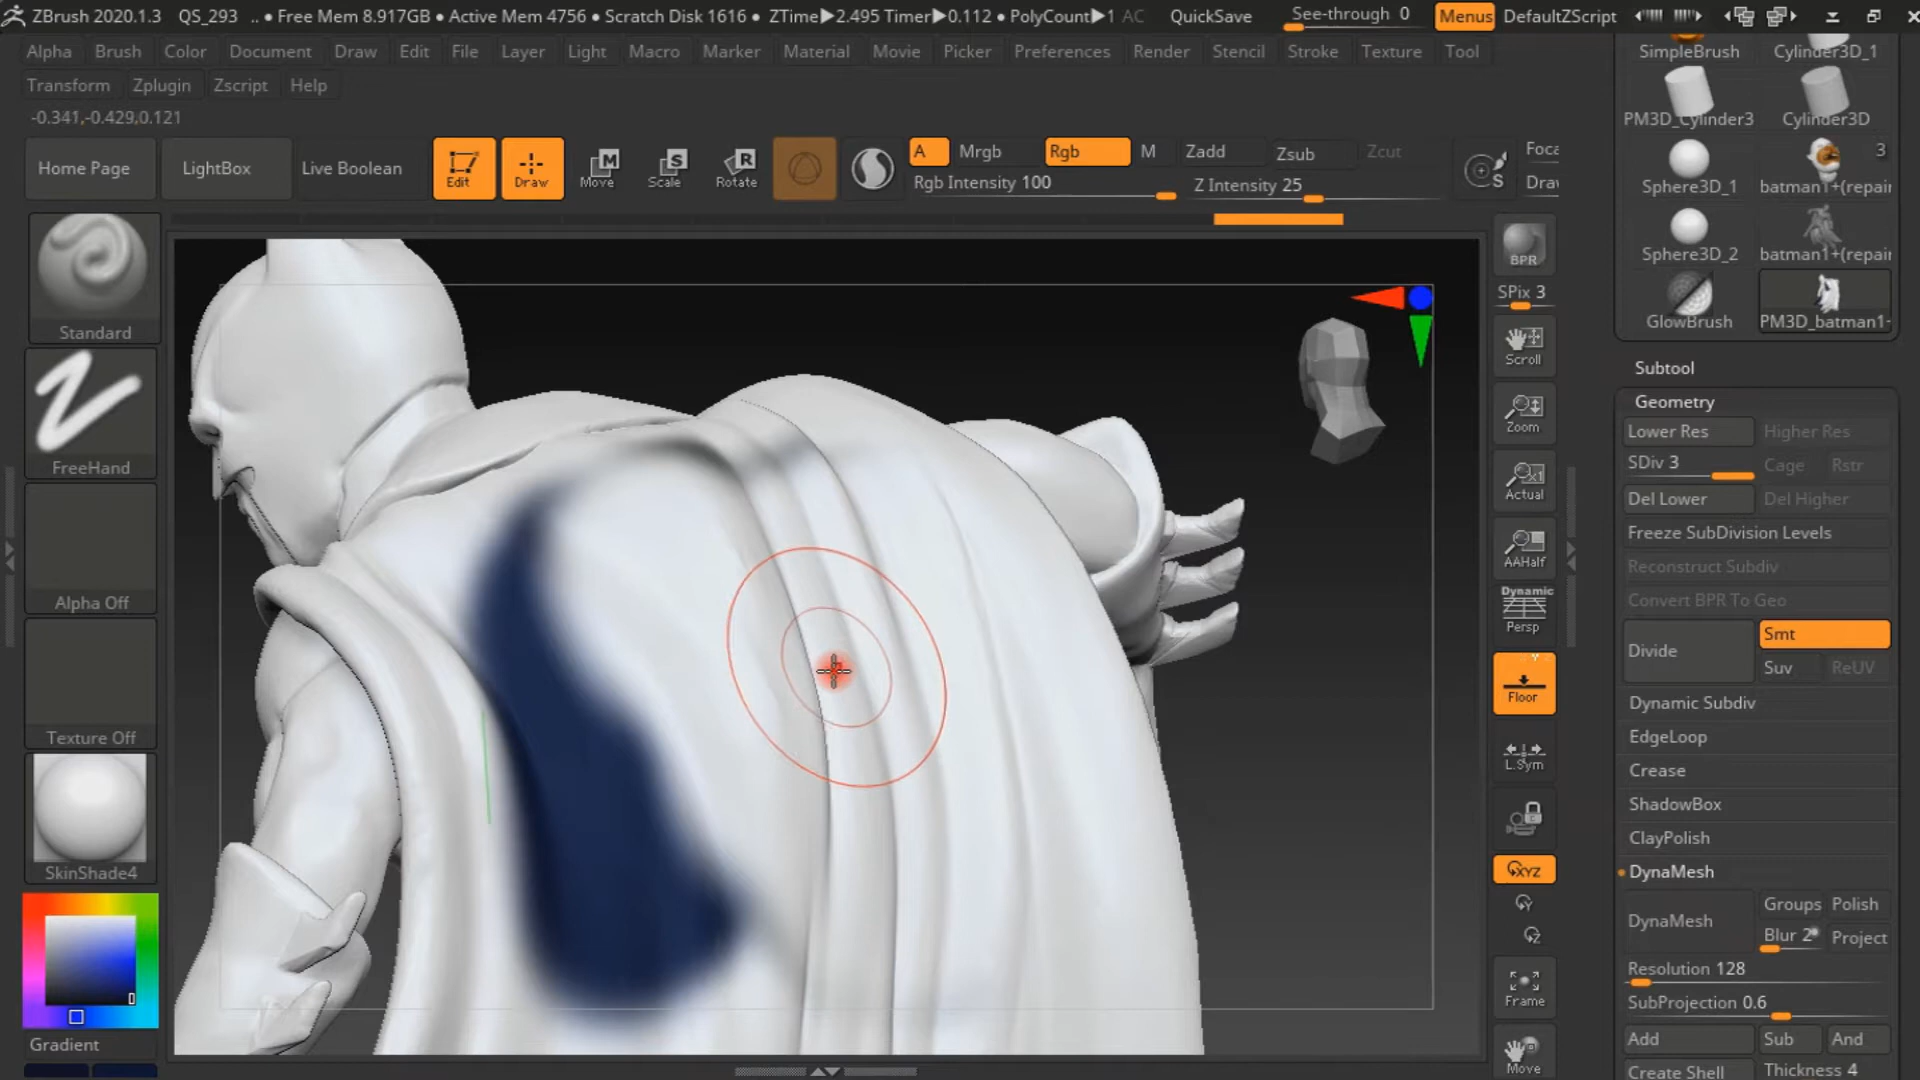 ZBrush 2020.1.3 QS_293 .. • Free Mem 8.917GB • Active Mem 4756 • Scratch Disk 1616 • ZTime▶2.495 Timer▶0.112 • PolyCount▶1 AC QuickSave See-through 0 Menus DefaultZScript
Alpha Brush Color Document Draw Edit File Layer Light Macro Marker Material Movie Picker Preferences Render Stencil Stroke Texture Tool
Transform Zplugin Zscript Help
-0.341,-0.429,0.121
Home Page LightBox Live Boolean Edit Draw Move Scale Rotate
M S R
A Mrgb Rgb M Zadd Zsub Zcut Foca
Rgb Intensity 100 Z Intensity 25 S Draw
Standard
FreeHand
Alpha Off
Texture Off
SkinShade4
Gradient
BPR
SPix 3
Scroll
Zoom
Actual
AAHalf
Dynamic
Persp
Floor
L.Sym
XYZ
Y
Z
Frame
Move
SimpleBrush Cylinder3D_1
PM3D_Cylinder3 Cylinder3D
3
Sphere3D_1 batman1+(repair
Sphere3D_2 batman1+(repair
GlowBrush PM3D_batman1-
Subtool
Geometry
Lower Res Higher Res
SDiv 3 Cage Rstr
Del Lower Del Higher
Freeze SubDivision Levels
Reconstruct Subdiv
Convert BPR To Geo
Divide Smt
Suv ReUV
Dynamic Subdiv
EdgeLoop
Crease
ShadowBox
ClayPolish
DynaMesh
DynaMesh Groups Polish
Blur 2 Project
Resolution 128
SubProjection 0.6
Add Sub And
Create Shell Thickness 4